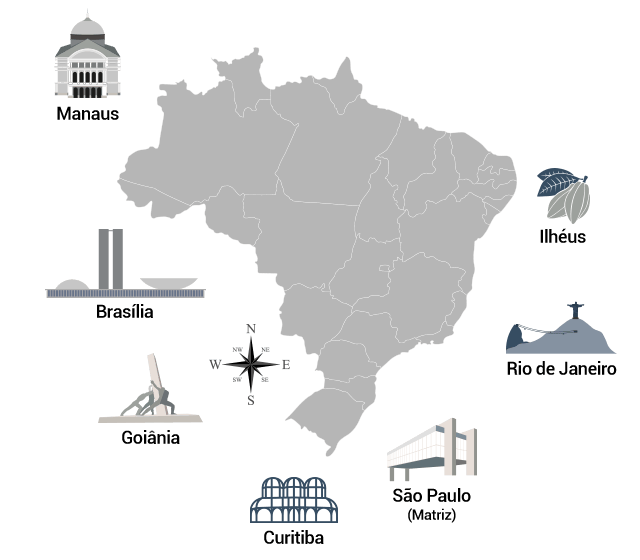 Manaus
Ilhéus
Brasília
N
NW NE
W E
SW SE
S
Rio de Janeiro
Goiânia
São Paulo
(Matriz)
Curitiba